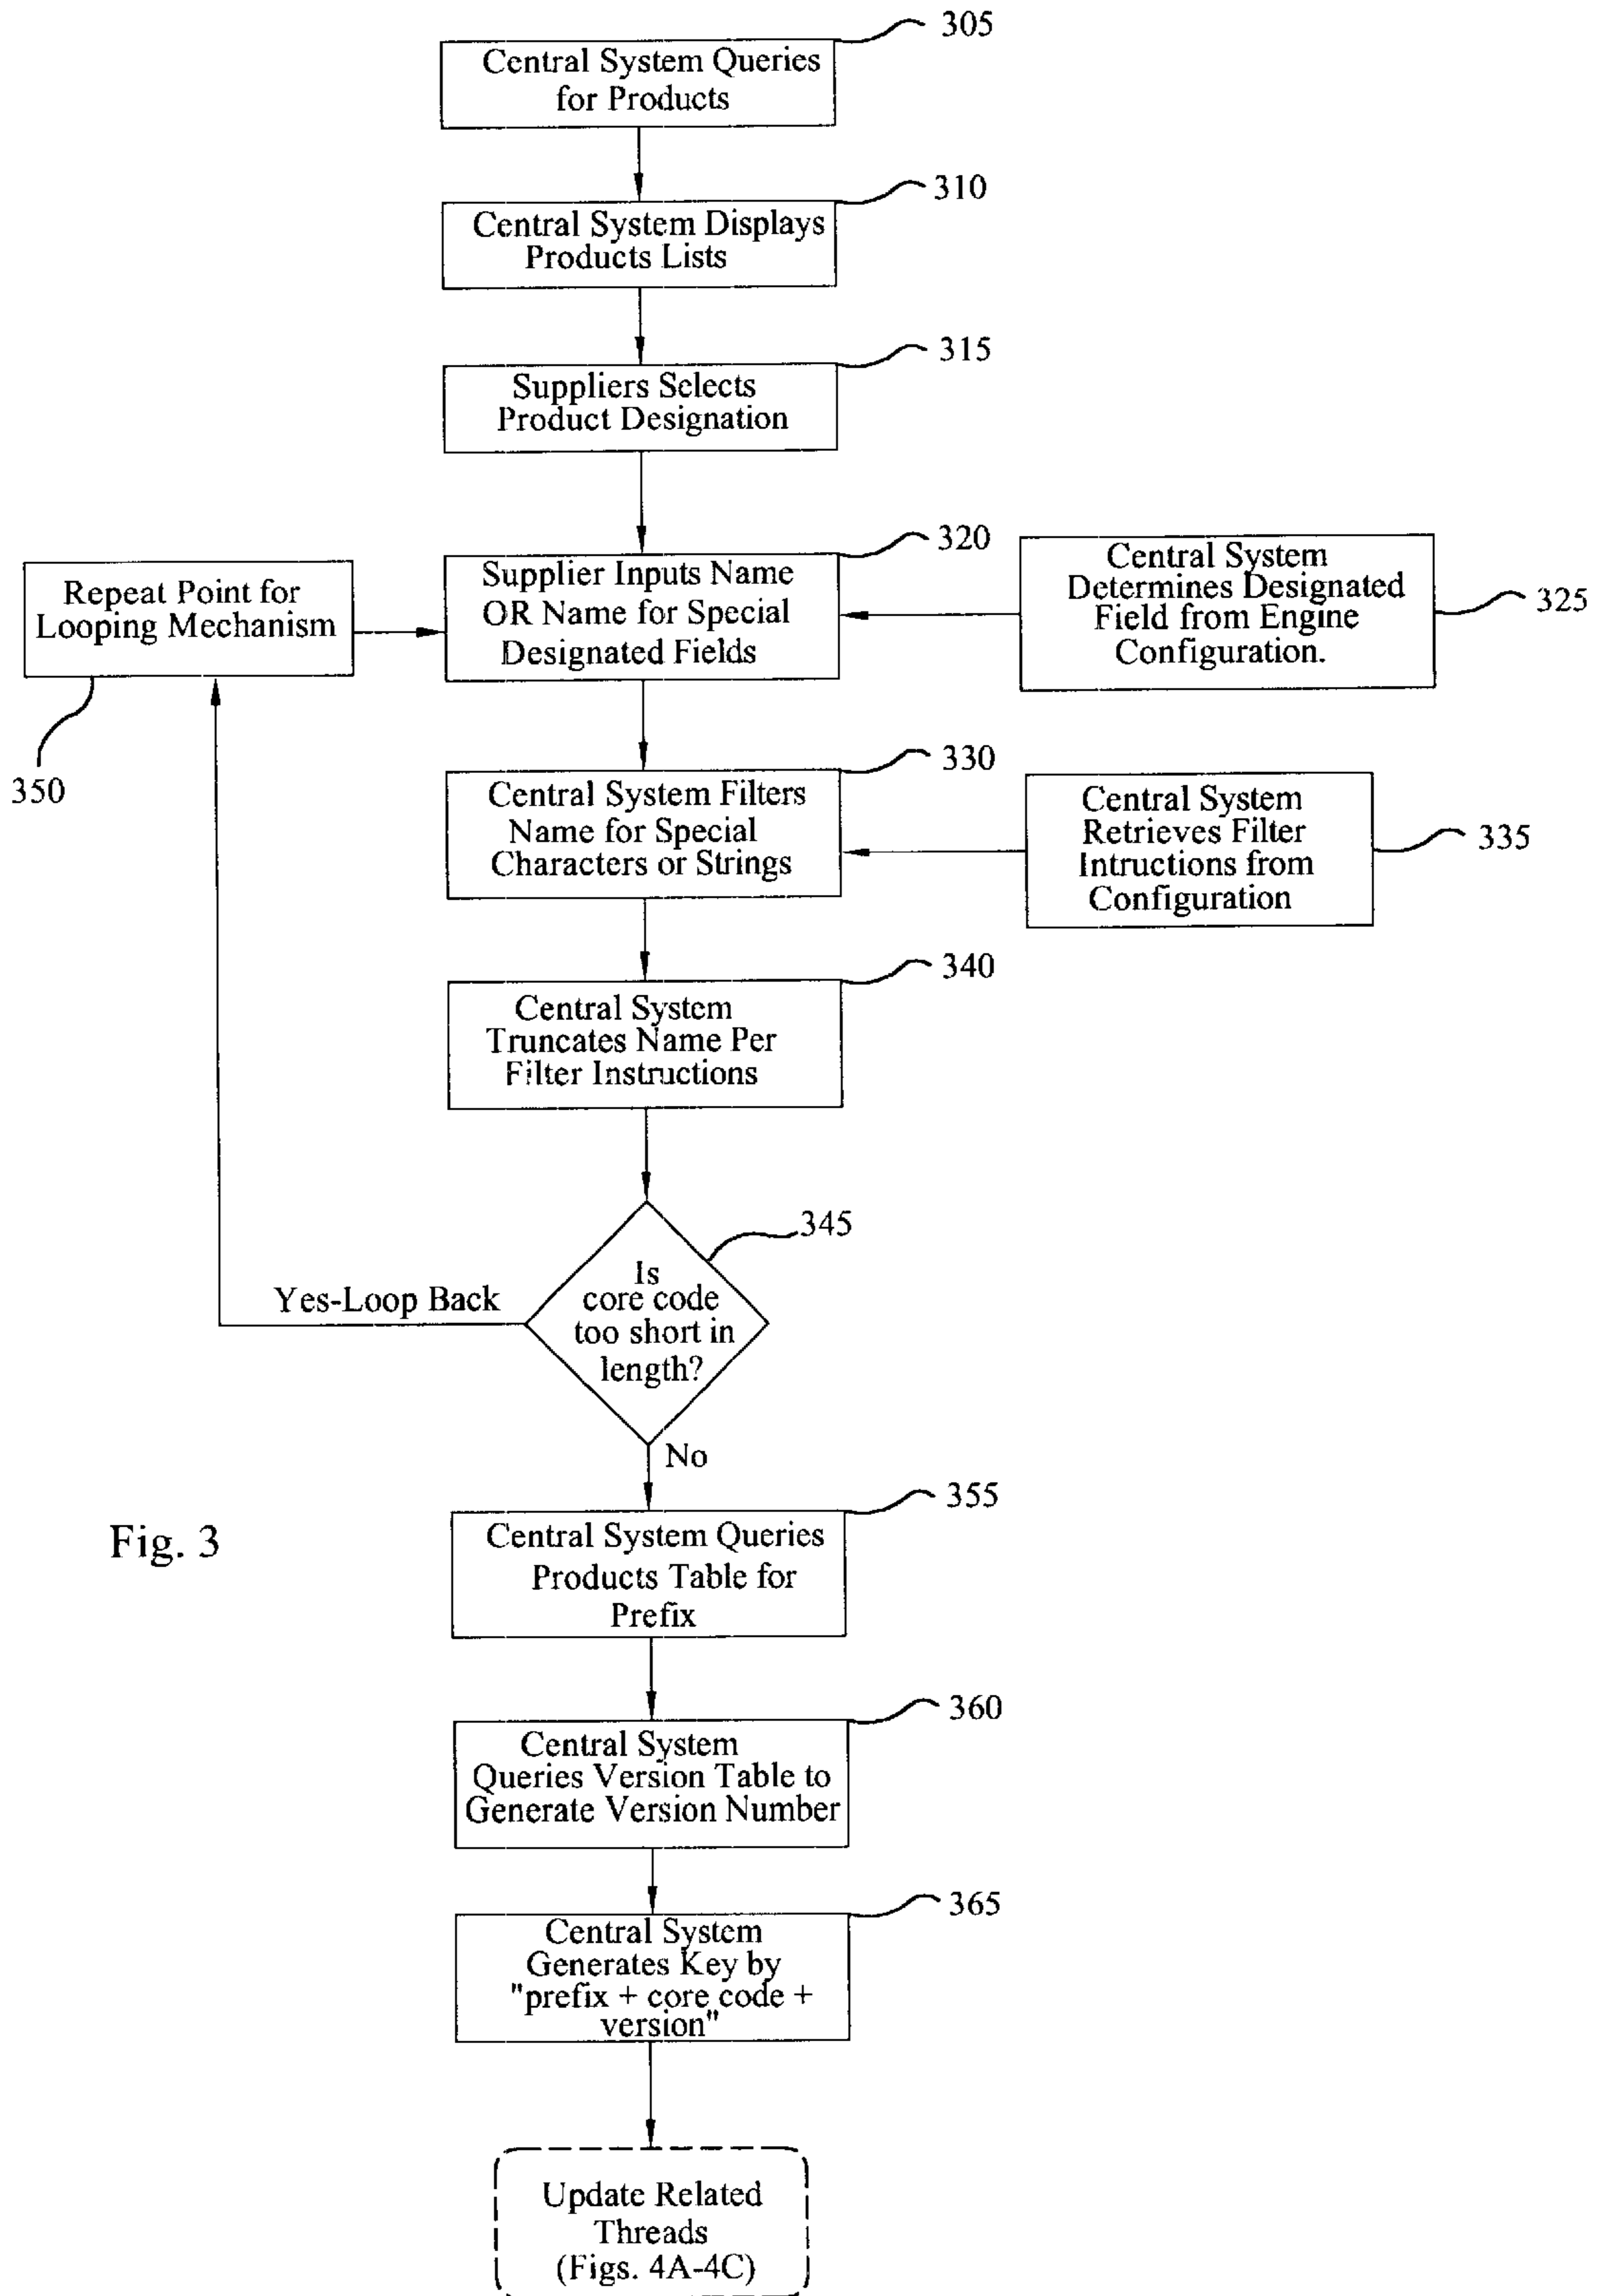 305
Central System Queries
for Products
310
Central System Displays
Products Lists
315
Suppliers Selects
Product Designation
320
Supplier Inputs Name
OR Name for Special
Designated Fields
Central System
Determines Designated
Field from Engine
Configuration.
325
Repeat Point for
Looping Mechanism
350
330
Central System Filters
Name for Special
Characters or Strings
Central System
Retrieves Filter
Intructions from
Configuration
335
340
Central System
Truncates Name Per
Filter Instructions
345
Is
core code
too short in
length?
Yes-Loop Back
No
355
Central System Queries
Products Table for
Prefix
Fig. 3
360
Central System
Queries Version Table to
Generate Version Number
365
Central System
Generates Key by
"prefix + core code +
version"
Update Related
Threads
(Figs. 4A-4C)